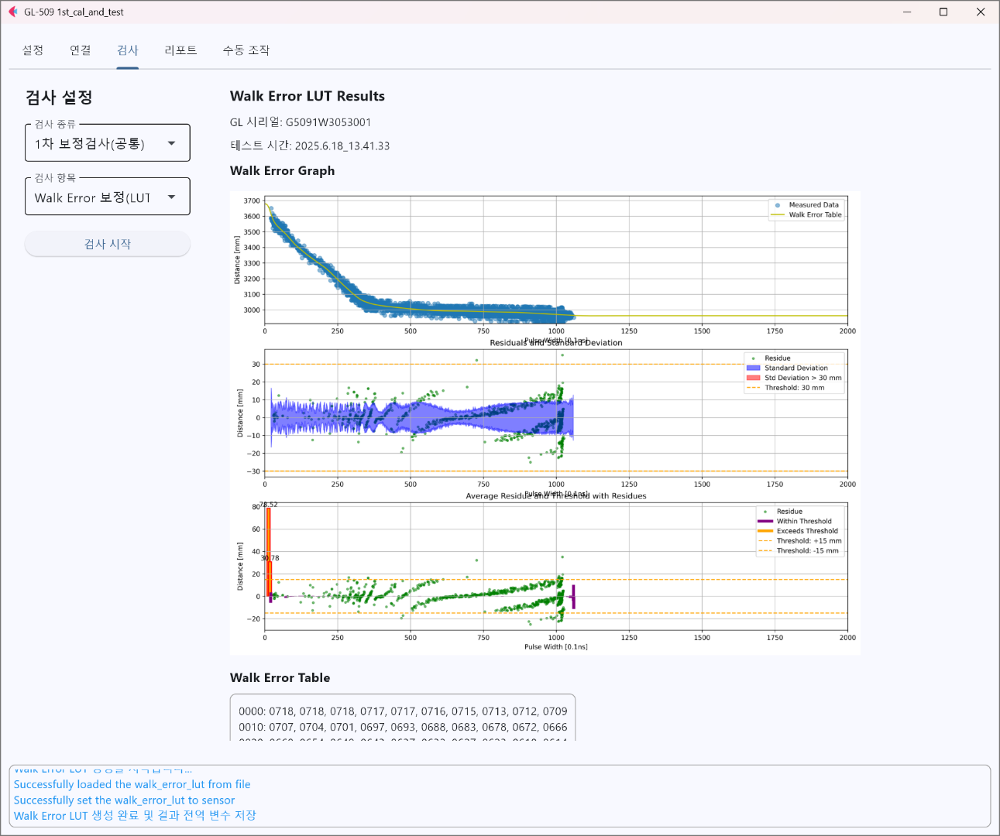 GL-509 1st_cal_and_test
설정 연결 검사 리포트 수동 조작
검사 설정
검사 종류
1차 보정검사(공통)
검사 항목
Walk Error 보정(LUT
검사 시작
Walk Error LUT Results
GL 시리얼: G5091W3053001
테스트 시간: 2025.6.18_13.41.33
Walk Error Graph
Measured Data
Walk Error Table
Distance [mm]
3700
3600
3500
3400
3300
3200
3100
3000
0 250 500 750 1000 1250 1500 1750 2000
Pulse Width [0.1ns]
Residuals and Standard Deviation
Residue
Standard Deviation
Std Deviation > 30 mm
Threshold: 30 mm
Distance [mm]
30
20
10
0
−10
−20
−30
0 250 500 750 1000 1250 1500 1750 2000
Pulse Width [0.1ns]
Average Residue and Threshold with Residues
Residue
Within Threshold
Exceeds Threshold
Threshold: +15 mm
Threshold: -15 mm
78.52
30.78
Distance [mm]
80
60
40
20
0
−20
0 250 500 750 1000 1250 1500 1750 2000
Pulse Width [0.1ns]
Walk Error Table
0000: 0718, 0718, 0718, 0717, 0717, 0716, 0715, 0713, 0712, 0709
0010: 0707, 0704, 0701, 0697, 0693, 0688, 0683, 0678, 0672, 0666
Walk Error LUT
Successfully loaded the walk_error_lut from file
Successfully set the walk_error_lut to sensor
Walk Error LUT 생성 완료 및 결과 전역 변수 저장